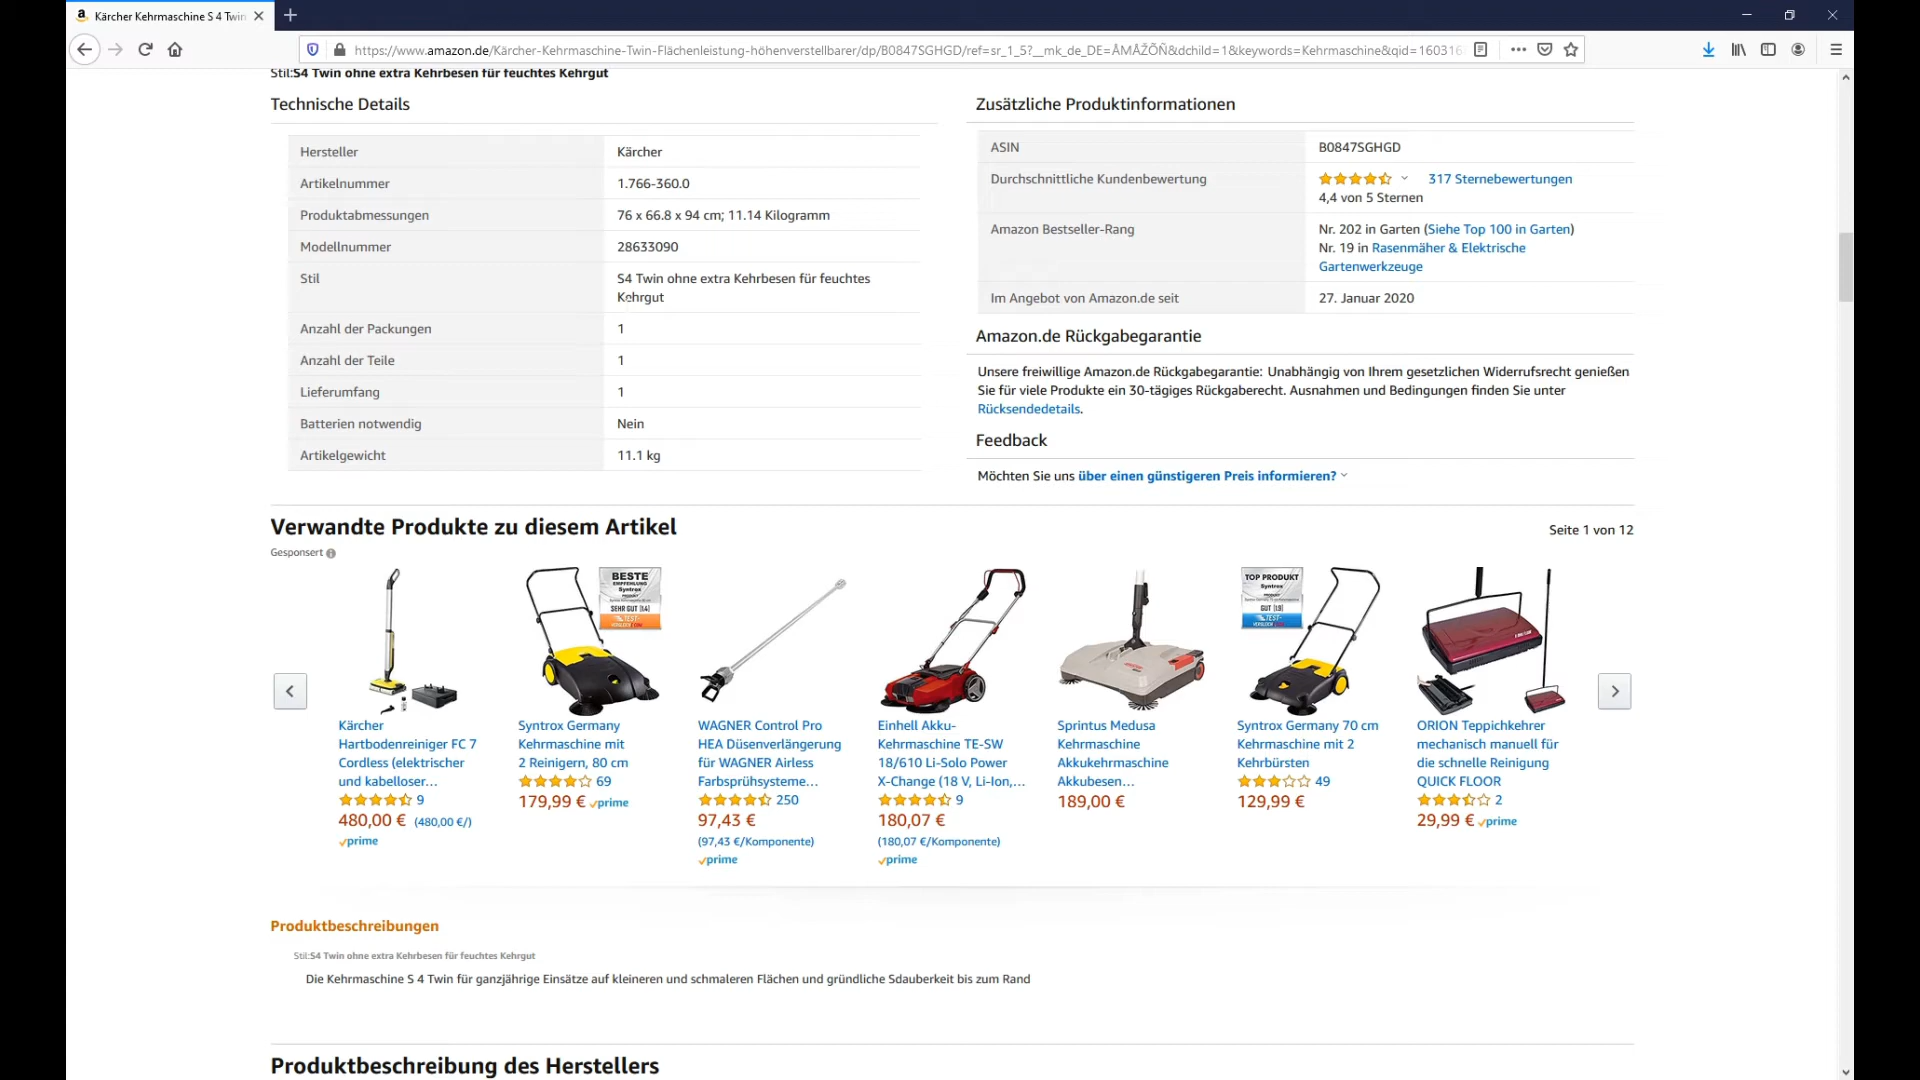 Kärcher Kehrmaschine S 4 Twin
https://www.amazon.de/Kärcher-Kehrmaschine-Twin-Flächenleistung-höhenverstellbarer/dp/B0847SGHGD/ref=sr_1_5?__mk_de_DE=ÅMÅŽÕÑ&dchild=1&keywords=Kehrmaschine&qid=160316
Stil:S4 Twin ohne extra Kehrbesen für feuchtes Kehrgut
Technische Details
Hersteller Kärcher
Artikelnummer 1.766-360.0
Produktabmessungen 76 x 66.8 x 94 cm; 11.14 Kilogramm
Modellnummer 28633090
Stil S4 Twin ohne extra Kehrbesen für feuchtes
Kehrgut
Anzahl der Packungen 1
Anzahl der Teile 1
Lieferumfang 1
Batterien notwendig Nein
Artikelgewicht 11.1 kg
Zusätzliche Produktinformationen
ASIN B0847SGHGD
Durchschnittliche Kundenbewertung 317 Sternebewertungen
4,4 von 5 Sternen
Amazon Bestseller-Rang Nr. 202 in Garten (Siehe Top 100 in Garten)
Nr. 19 in Rasenmäher & Elektrische
Gartenwerkzeuge
Im Angebot von Amazon.de seit 27. Januar 2020
Amazon.de Rückgabegarantie
Unsere freiwillige Amazon.de Rückgabegarantie: Unabhängig von Ihrem gesetzlichen Widerrufsrecht genießen
Sie für viele Produkte ein 30-tägiges Rückgaberecht. Ausnahmen und Bedingungen finden Sie unter
Rücksendedetails.
Feedback
Möchten Sie uns über einen günstigeren Preis informieren?
Verwandte Produkte zu diesem Artikel
Seite 1 von 12
Gesponsert
Kärcher
Hartbodenreiniger FC 7
Cordless (elektrischer
und kabelloser…
9
480,00 € (480,00 €/)
prime
BESTE
EMPFEHLUNG
Syntrox
SEHR GUT (1,4)
Syntrox Germany
Kehrmaschine mit
2 Reinigern, 80 cm
69
179,99 € prime
WAGNER Control Pro
HEA Düsenverlängerung
für WAGNER Airless
Farbsprühsysteme…
250
97,43 €
(97,43 €/Komponente)
prime
Einhell Akku-
Kehrmaschine TE-SW
18/610 Li-Solo Power
X-Change (18 V, Li-Ion,…
9
180,07 €
(180,07 €/Komponente)
prime
Sprintus Medusa
Kehrmaschine
Akkukehrmaschine
Akkubesen…
189,00 €
TOP PRODUKT
Syntrox
GUT (1,9)
Syntrox Germany 70 cm
Kehrmaschine mit 2
Kehrbürsten
49
129,99 €
ORION Teppichkehrer
mechanisch manuell für
die schnelle Reinigung
QUICK FLOOR
2
29,99 € prime
Produktbeschreibungen
Stil:S4 Twin ohne extra Kehrbesen für feuchtes Kehrgut
Die Kehrmaschine S 4 Twin für ganzjährige Einsätze auf kleineren und schmaleren Flächen und gründliche Sdauberkeit bis zum Rand
Produktbeschreibung des Herstellers